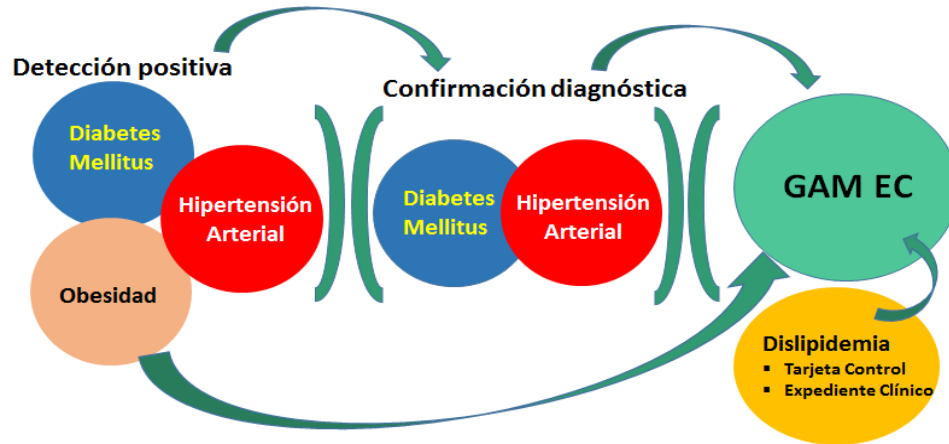 Detección positiva
Diabetes
Mellitus
Hipertensión
Arterial
Obesidad
Confirmación diagnóstica
Diabetes
Mellitus
Hipertensión
Arterial
GAM EC
Dislipidemia
▪ Tarjeta Control
▪ Expediente Clínico